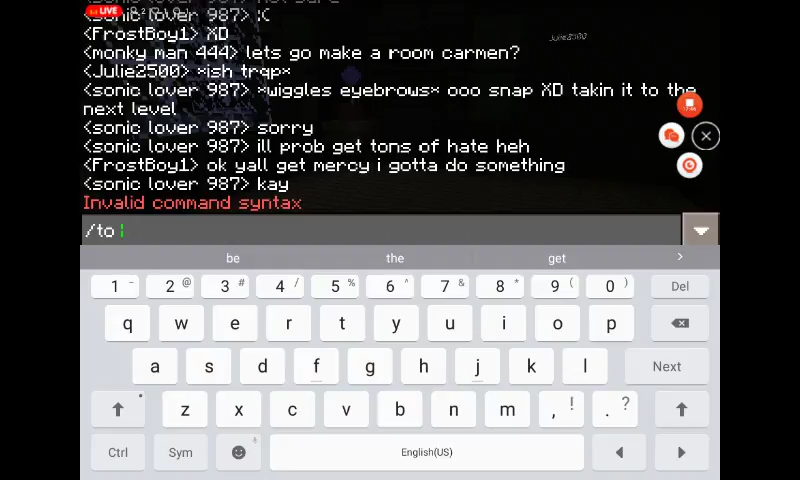 LIVE
<sonic lover 987> :C
<FrostBoy1> XD
<monky man 444> lets go make a room carmen?
Julie2500
<Julie2500> *ish trqp*
<sonic lover 987> *wiggles eyebrows* ooo snap XD takin it to the
next level
<sonic lover 987> sorry
<sonic lover 987> ill prob get tons of hate heh
<FrostBoy1> ok yall get mercy i gotta do something
<sonic lover 987> kay
Invalid command syntax
/to
be the get >
1 - 2 @ 3 # 4 / 5 % 6 ^ 7 & 8 * 9 ( 0 ) Del
q w e r t y u i o p
a s d f g h j k l Next
z x c v b n m , ! . ?
Ctrl Sym English(US)